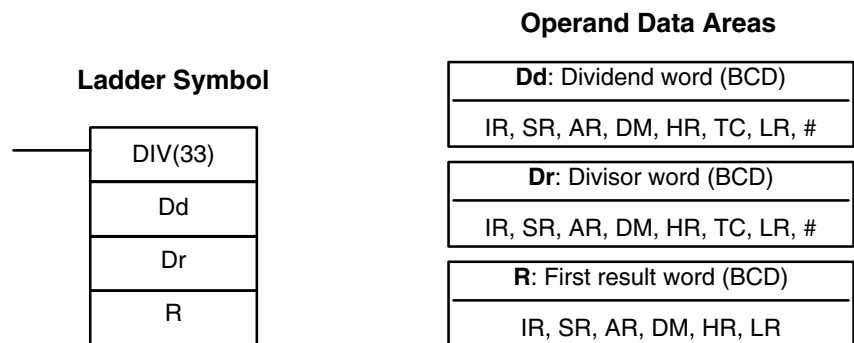 Operand Data Areas
Ladder Symbol
DIV(33)
Dd
Dr
R
Dd: Dividend word (BCD)
IR, SR, AR, DM, HR, TC, LR, #
Dr: Divisor word (BCD)
IR, SR, AR, DM, HR, TC, LR, #
R: First result word (BCD)
IR, SR, AR, DM, HR, LR